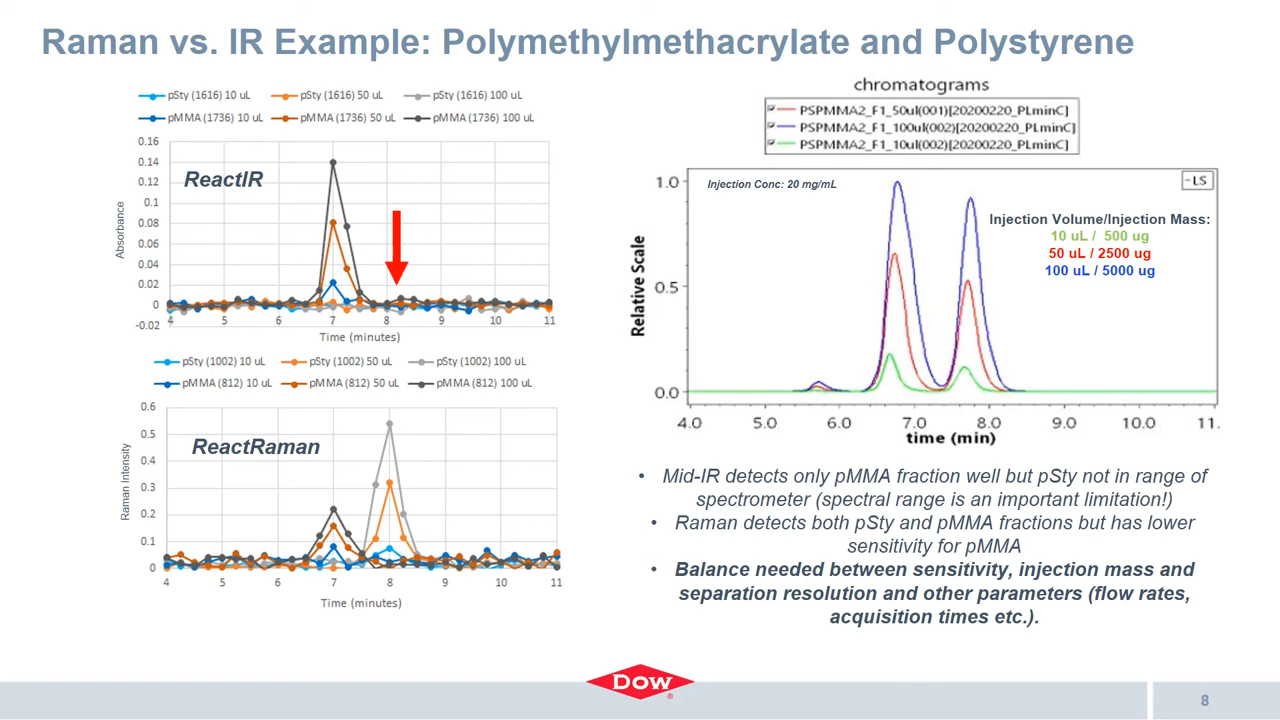 Raman vs. IR Example: Polymethylmethacrylate and Polystyrene
pSty (1616) 10 uL pSty (1616) 50 uL pSty (1616) 100 uL
pMMA (1736) 10 uL pMMA (1736) 50 uL pMMA (1736) 100 uL
0.16
0.14
0.12
0.1
0.08
0.06
0.04
0.02
0
-0.02
Absorbance
ReactIR
4 5 6 7 8 9 10 11
Time (minutes)
pSty (1002) 10 uL pSty (1002) 50 uL pSty (1002) 100 uL
pMMA (812) 10 uL pMMA (812) 50 uL pMMA (812) 100 uL
0.6
0.5
0.4
0.3
0.2
0.1
0
Raman Intensity
ReactRaman
4 5 6 7 8 9 10 11
Time (minutes)
chromatograms
PSPMMA2_F1_50ul(001)[20200220_PLminC]
PSPMMA2_F1_100ul(002)[20200220_PLminC]
PSPMMA2_F1_10ul(002)[20200220_PLminC]
Injection Conc: 20 mg/mL
-LS
Injection Volume/Injection Mass:
10 uL / 500 ug
50 uL / 2500 ug
100 uL / 5000 ug
Relative Scale
1.0
0.5
0.0
4.0 5.0 6.0 7.0 8.0 9.0 10.0 11.
time (min)
• Mid-IR detects only pMMA fraction well but pSty not in range of
spectrometer (spectral range is an important limitation!)
• Raman detects both pSty and pMMA fractions but has lower
sensitivity for pMMA
• Balance needed between sensitivity, injection mass and
separation resolution and other parameters (flow rates,
acquisition times etc.).
Dow
8